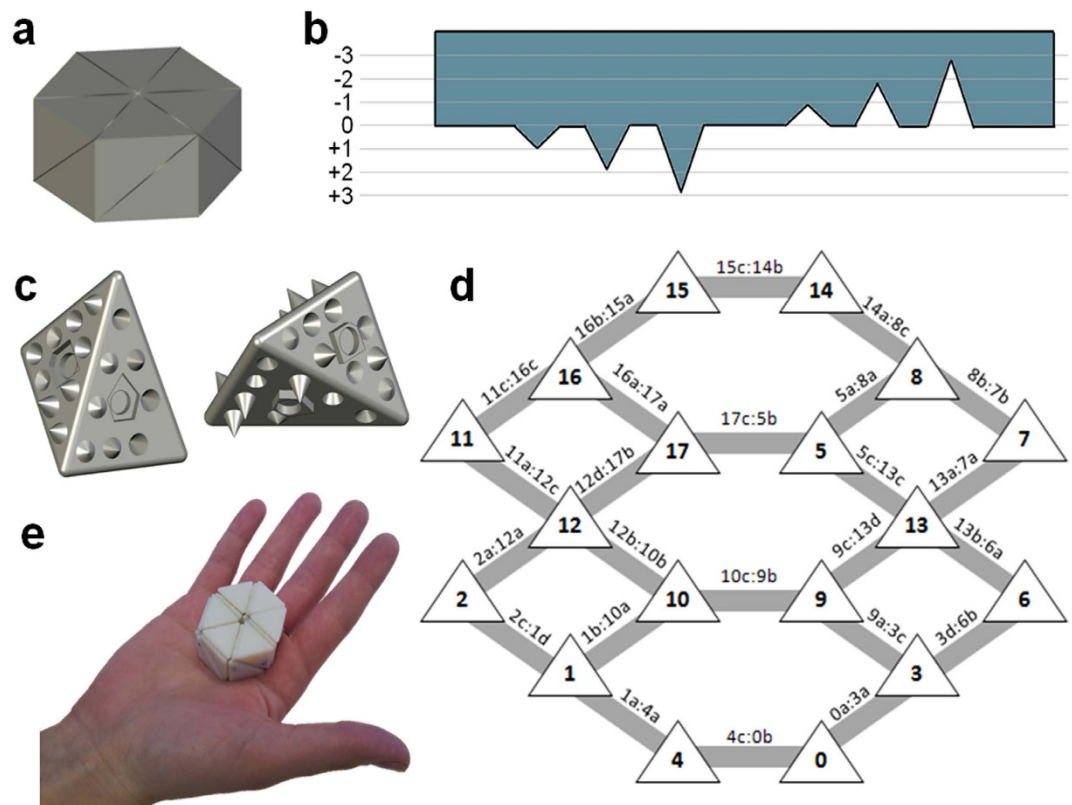 a
b
-3
-2
-1
0
+1
+2
+3
c
d
15c:14b
15
14
16b:15a
14a:8c
11c:16c
16
16a:17a
5a:8a
8
8b:7b
11
17c:5b
7
11a:12c
12d:17b
17
5
5c:13c
13a:7a
e
2a:12a
12
12b:10b
9c:13d
13
13b:6a
2
10c:9b
6
2c:1d
1b:10a
10
9
9a:3c
3d:6b
1
3
1a:4a
0a:3a
4c:0b
4
0